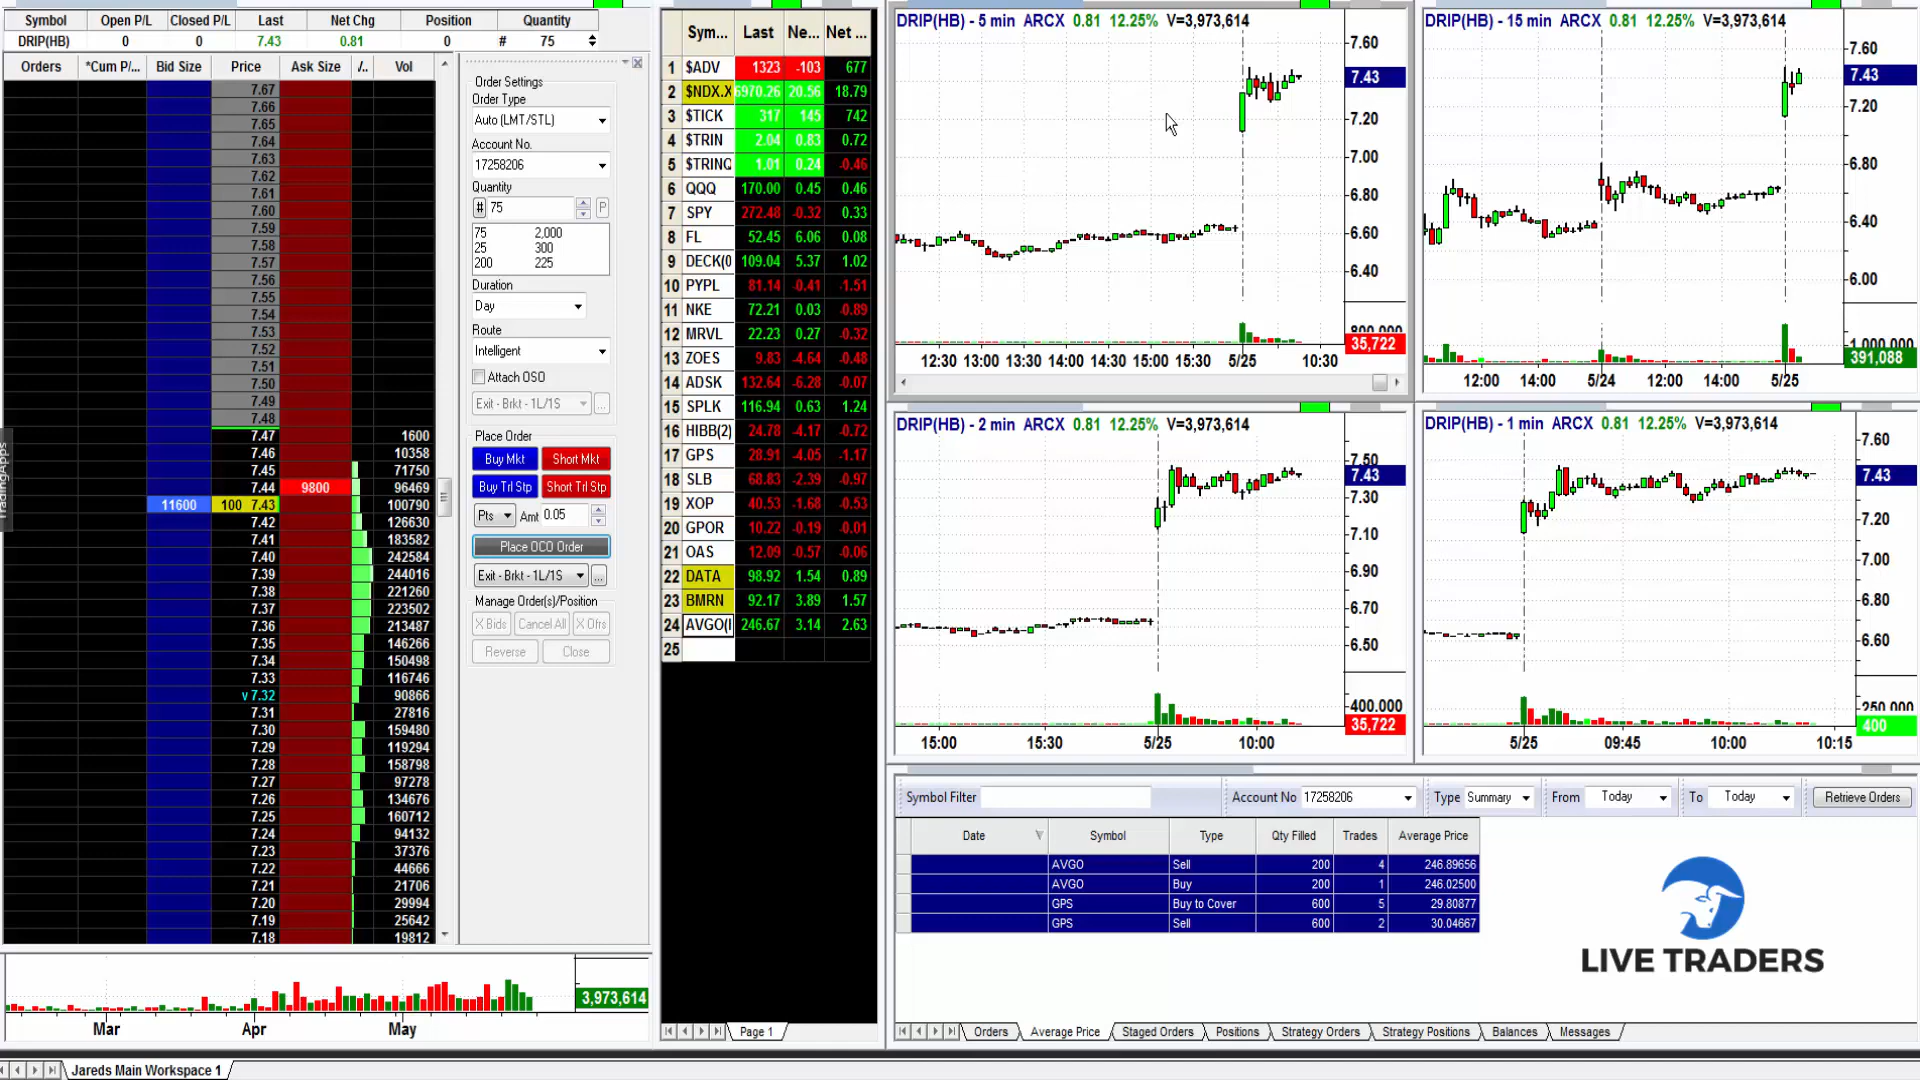 Symbol Open P/L Closed P/L Last Net Chg Position Quantity
DRIP(HB) 0 0 7.43 0.81 0 # 75
Orders *Cum P/... Bid Size Price Ask Size /.. Vol
7.67
7.66
7.65
7.64
7.63
7.62
7.61
7.60
7.59
7.58
7.57
7.56
7.55
7.54
7.53
7.52
7.51
7.50
7.49
7.48
7.47 1600
7.46 10358
7.45 71750
7.44 9800 96469
11600 100 7.43 100790
7.42 126630
7.41 183582
7.40 242584
7.39 244016
7.38 221260
7.37 223502
7.36 213487
7.35 146266
7.34 150498
7.33 116746
v 7.32 90866
7.31 27816
7.30 159480
7.29 119294
7.28 158798
7.27 97278
7.26 134676
7.25 160712
7.24 94132
7.23 37376
7.22 44666
7.21 21706
7.20 29994
7.19 25642
7.18 19812
3,973,614
Mar Apr May
Jareds Main Workspace 1
TradingApps
Order Settings
Order Type
Auto (LMT/STL)
Account No.
17258206
Quantity
# 75 P
75 2,000
25 300
200 225
Duration
Day
Route
Intelligent
Attach OSO
Exit - Brkt - 1L/1S ...
Place Order
Buy Mkt Short Mkt
Buy Trl Stp Short Trl Stp
Pts Amt 0.05
Place OCO Order
Exit - Brkt - 1L/1S ...
Manage Order(s)/Position
X Bids Cancel All X Ofrs
Reverse Close
Sym... Last Ne... Net ...
1 $ADV 1323 -103 677
2 $NDX.X 6970.26 20.56 18.79
3 $TICK 317 145 742
4 $TRIN 2.04 0.83 0.72
5 $TRINQ 1.01 0.24 -0.46
6 QQQ 170.00 0.45 0.46
7 SPY 272.48 -0.32 0.33
8 FL 52.45 6.06 0.08
9 DECK(0 109.04 5.37 1.02
10 PYPL 81.14 -0.41 -1.51
11 NKE 72.21 0.03 -0.89
12 MRVL 22.23 0.27 -0.32
13 ZOES 9.83 -4.64 -0.48
14 ADSK 132.64 -6.28 -0.07
15 SPLK 116.94 0.63 1.24
16 HIBB(2) 24.78 -4.17 -0.72
17 GPS 28.91 -4.05 -1.17
18 SLB 68.83 -2.39 -0.97
19 XOP 40.53 -1.68 -0.53
20 GPOR 10.22 -0.19 -0.01
21 OAS 12.09 -0.57 -0.06
22 DATA 98.92 1.54 0.89
23 BMRN 92.17 3.89 1.57
24 AVGO(I 246.67 3.14 2.63
25
Page 1
DRIP(HB) - 5 min ARCX 0.81 12.25% V=3,973,614
7.60
7.43
7.20
7.00
6.80
6.60
6.40
800,000
35,722
12:30 13:00 13:30 14:00 14:30 15:00 15:30 5/25 10:30
DRIP(HB) - 15 min ARCX 0.81 12.25% V=3,973,614
7.60
7.43
7.20
6.80
6.40
6.00
1,000,000
391,088
12:00 14:00 5/24 12:00 14:00 5/25
DRIP(HB) - 2 min ARCX 0.81 12.25% V=3,973,614
7.50
7.43
7.30
7.10
6.90
6.70
6.50
400,000
35,722
15:00 15:30 5/25 10:00
DRIP(HB) - 1 min ARCX 0.81 12.25% V=3,973,614
7.60
7.43
7.20
7.00
6.80
6.60
250,000
400
5/25 09:45 10:00 10:15
Symbol Filter Account No 17258206 Type Summary From Today To Today Retrieve Orders
Date Symbol Type Qty Filled Trades Average Price
AVGO Sell 200 4 246.89656
AVGO Buy 200 1 246.02500
GPS Buy to Cover 600 5 29.80877
GPS Sell 600 2 30.04667
LIVE TRADERS
Orders Average Price Staged Orders Positions Strategy Orders Strategy Positions Balances Messages